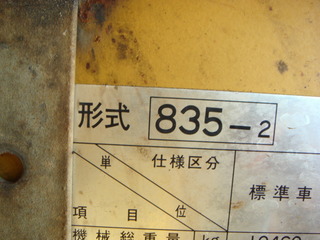 形式 835-2
単 仕様区分
標準車
項目 位
機械総重量 kg